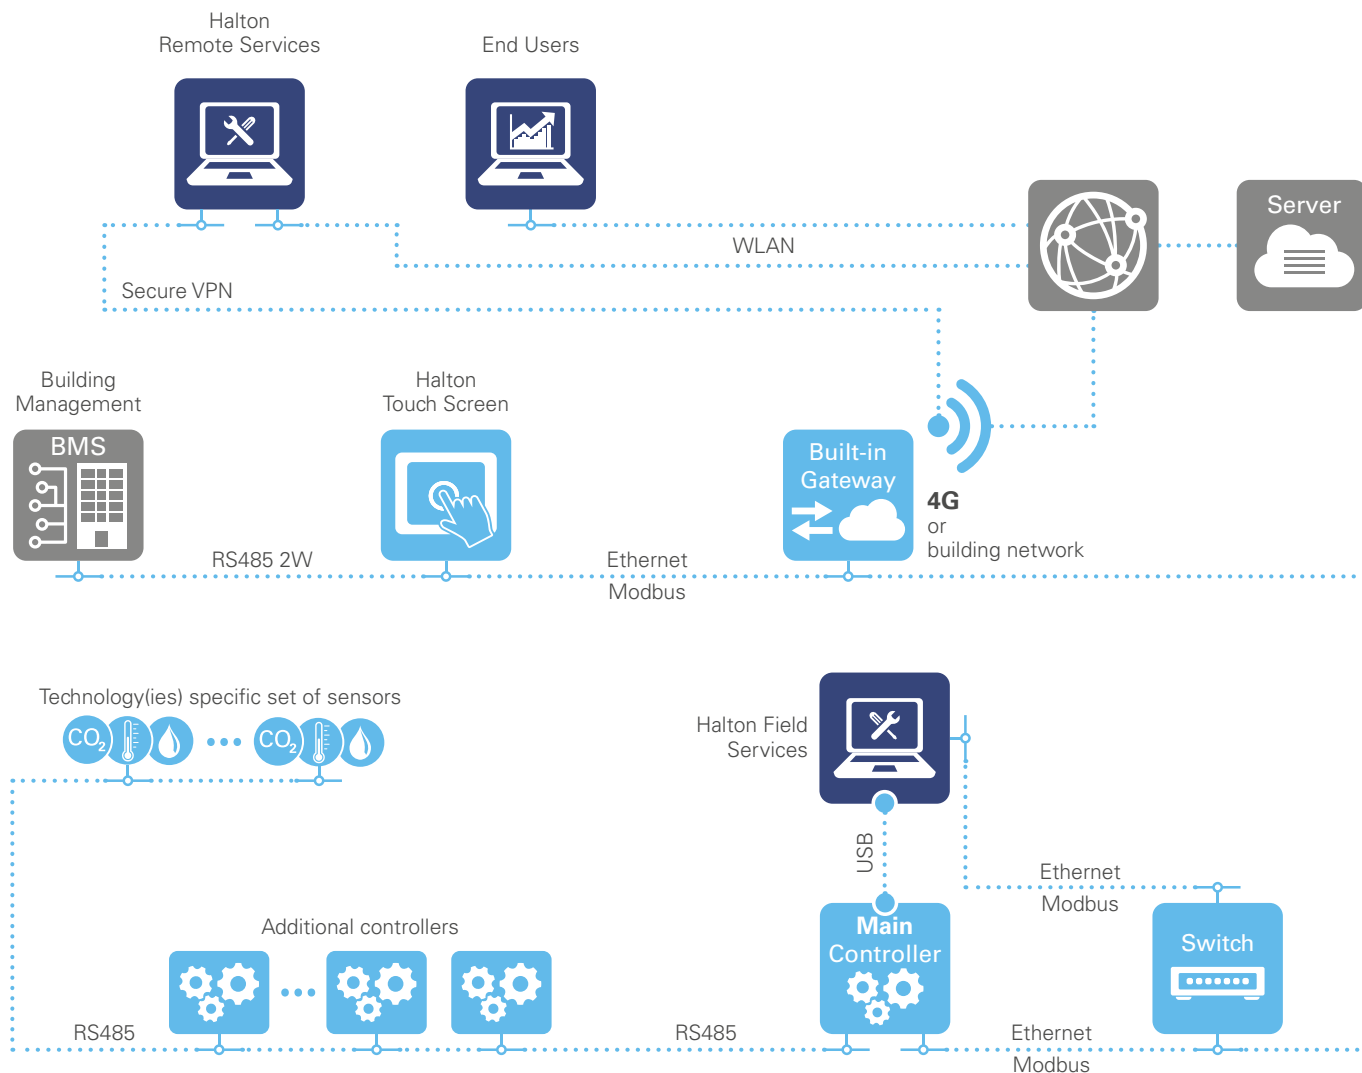 Halton
Remote Services
End Users
Server
WLAN
Secure VPN
Building
Management
Halton
Touch Screen
BMS
Built-in
Gateway
4G
or
building network
RS485 2W
Ethernet
Modbus
Technology(ies) specific set of sensors
CO2
CO2
Halton Field
Services
USB
Ethernet
Modbus
Additional controllers
Main
Controller
Switch
RS485
RS485
Ethernet
Modbus